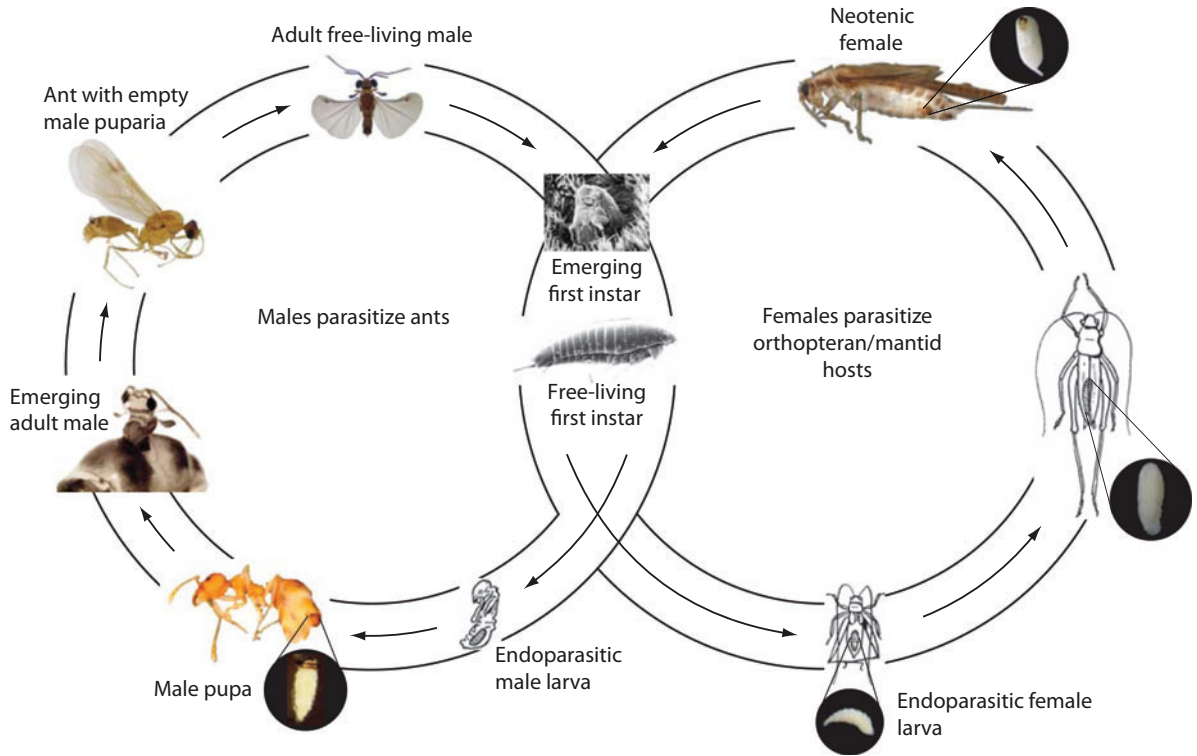 Adult free-living male
Neotenic
female
Ant with empty
male puparia
Emerging
first instar
Males parasitize ants
Females parasitize
orthopteran/mantid
hosts
Free-living
first instar
Emerging
adult male
Endoparasitic
male larva
Male pupa
Endoparasitic female
larva